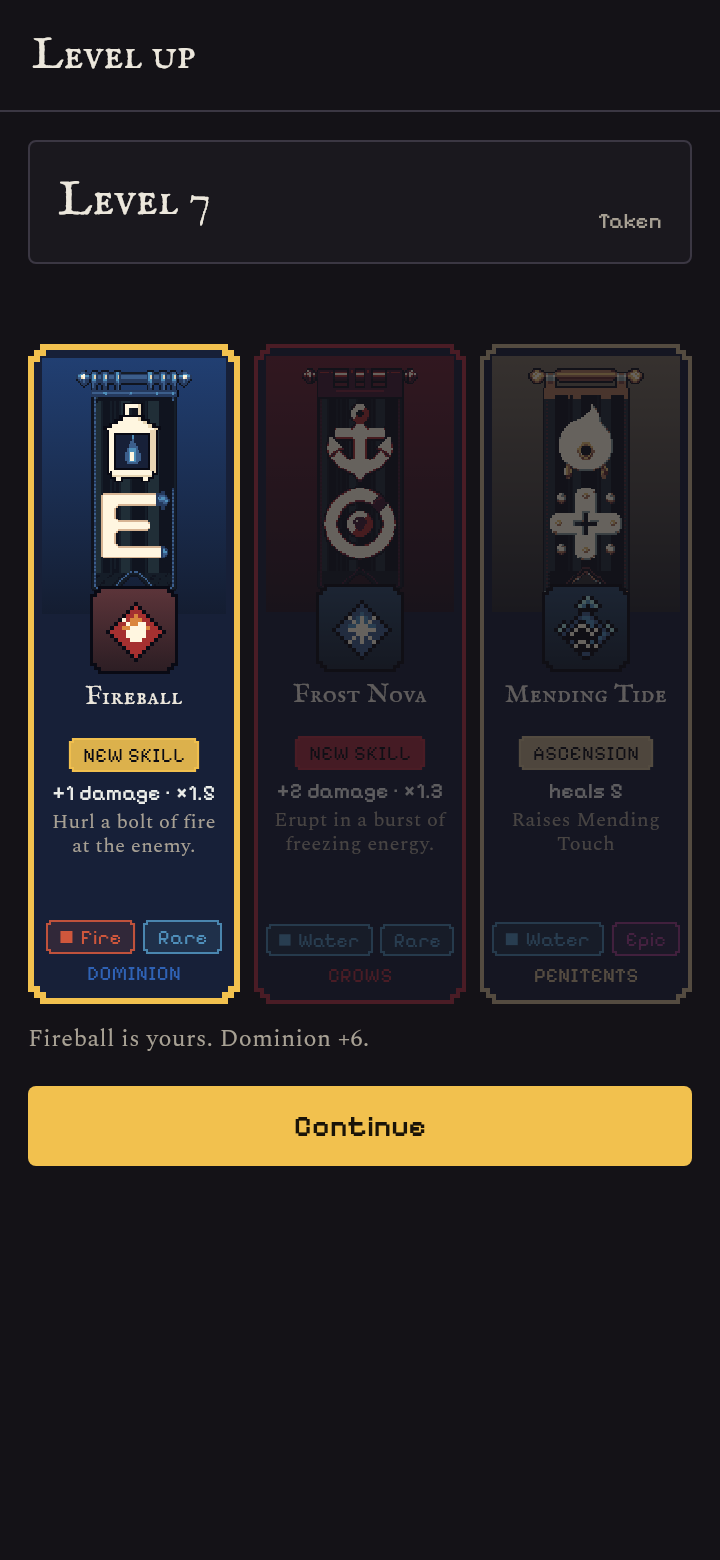 Level up
Level 7
Taken
E
Fireball
NEW SKILL
+1 damage · ×1.8
Hurl a bolt of fire
at the enemy.
Fire
Rare
DOMINION
Frost Nova
NEW SKILL
+2 damage · ×1.3
Erupt in a burst of
freezing energy.
Water
Rare
CROWS
Mending Tide
ASCENSION
heals 8
Raises Mending
Touch
Water
Epic
PENITENTS
Fireball is yours. Dominion +6.
Continue